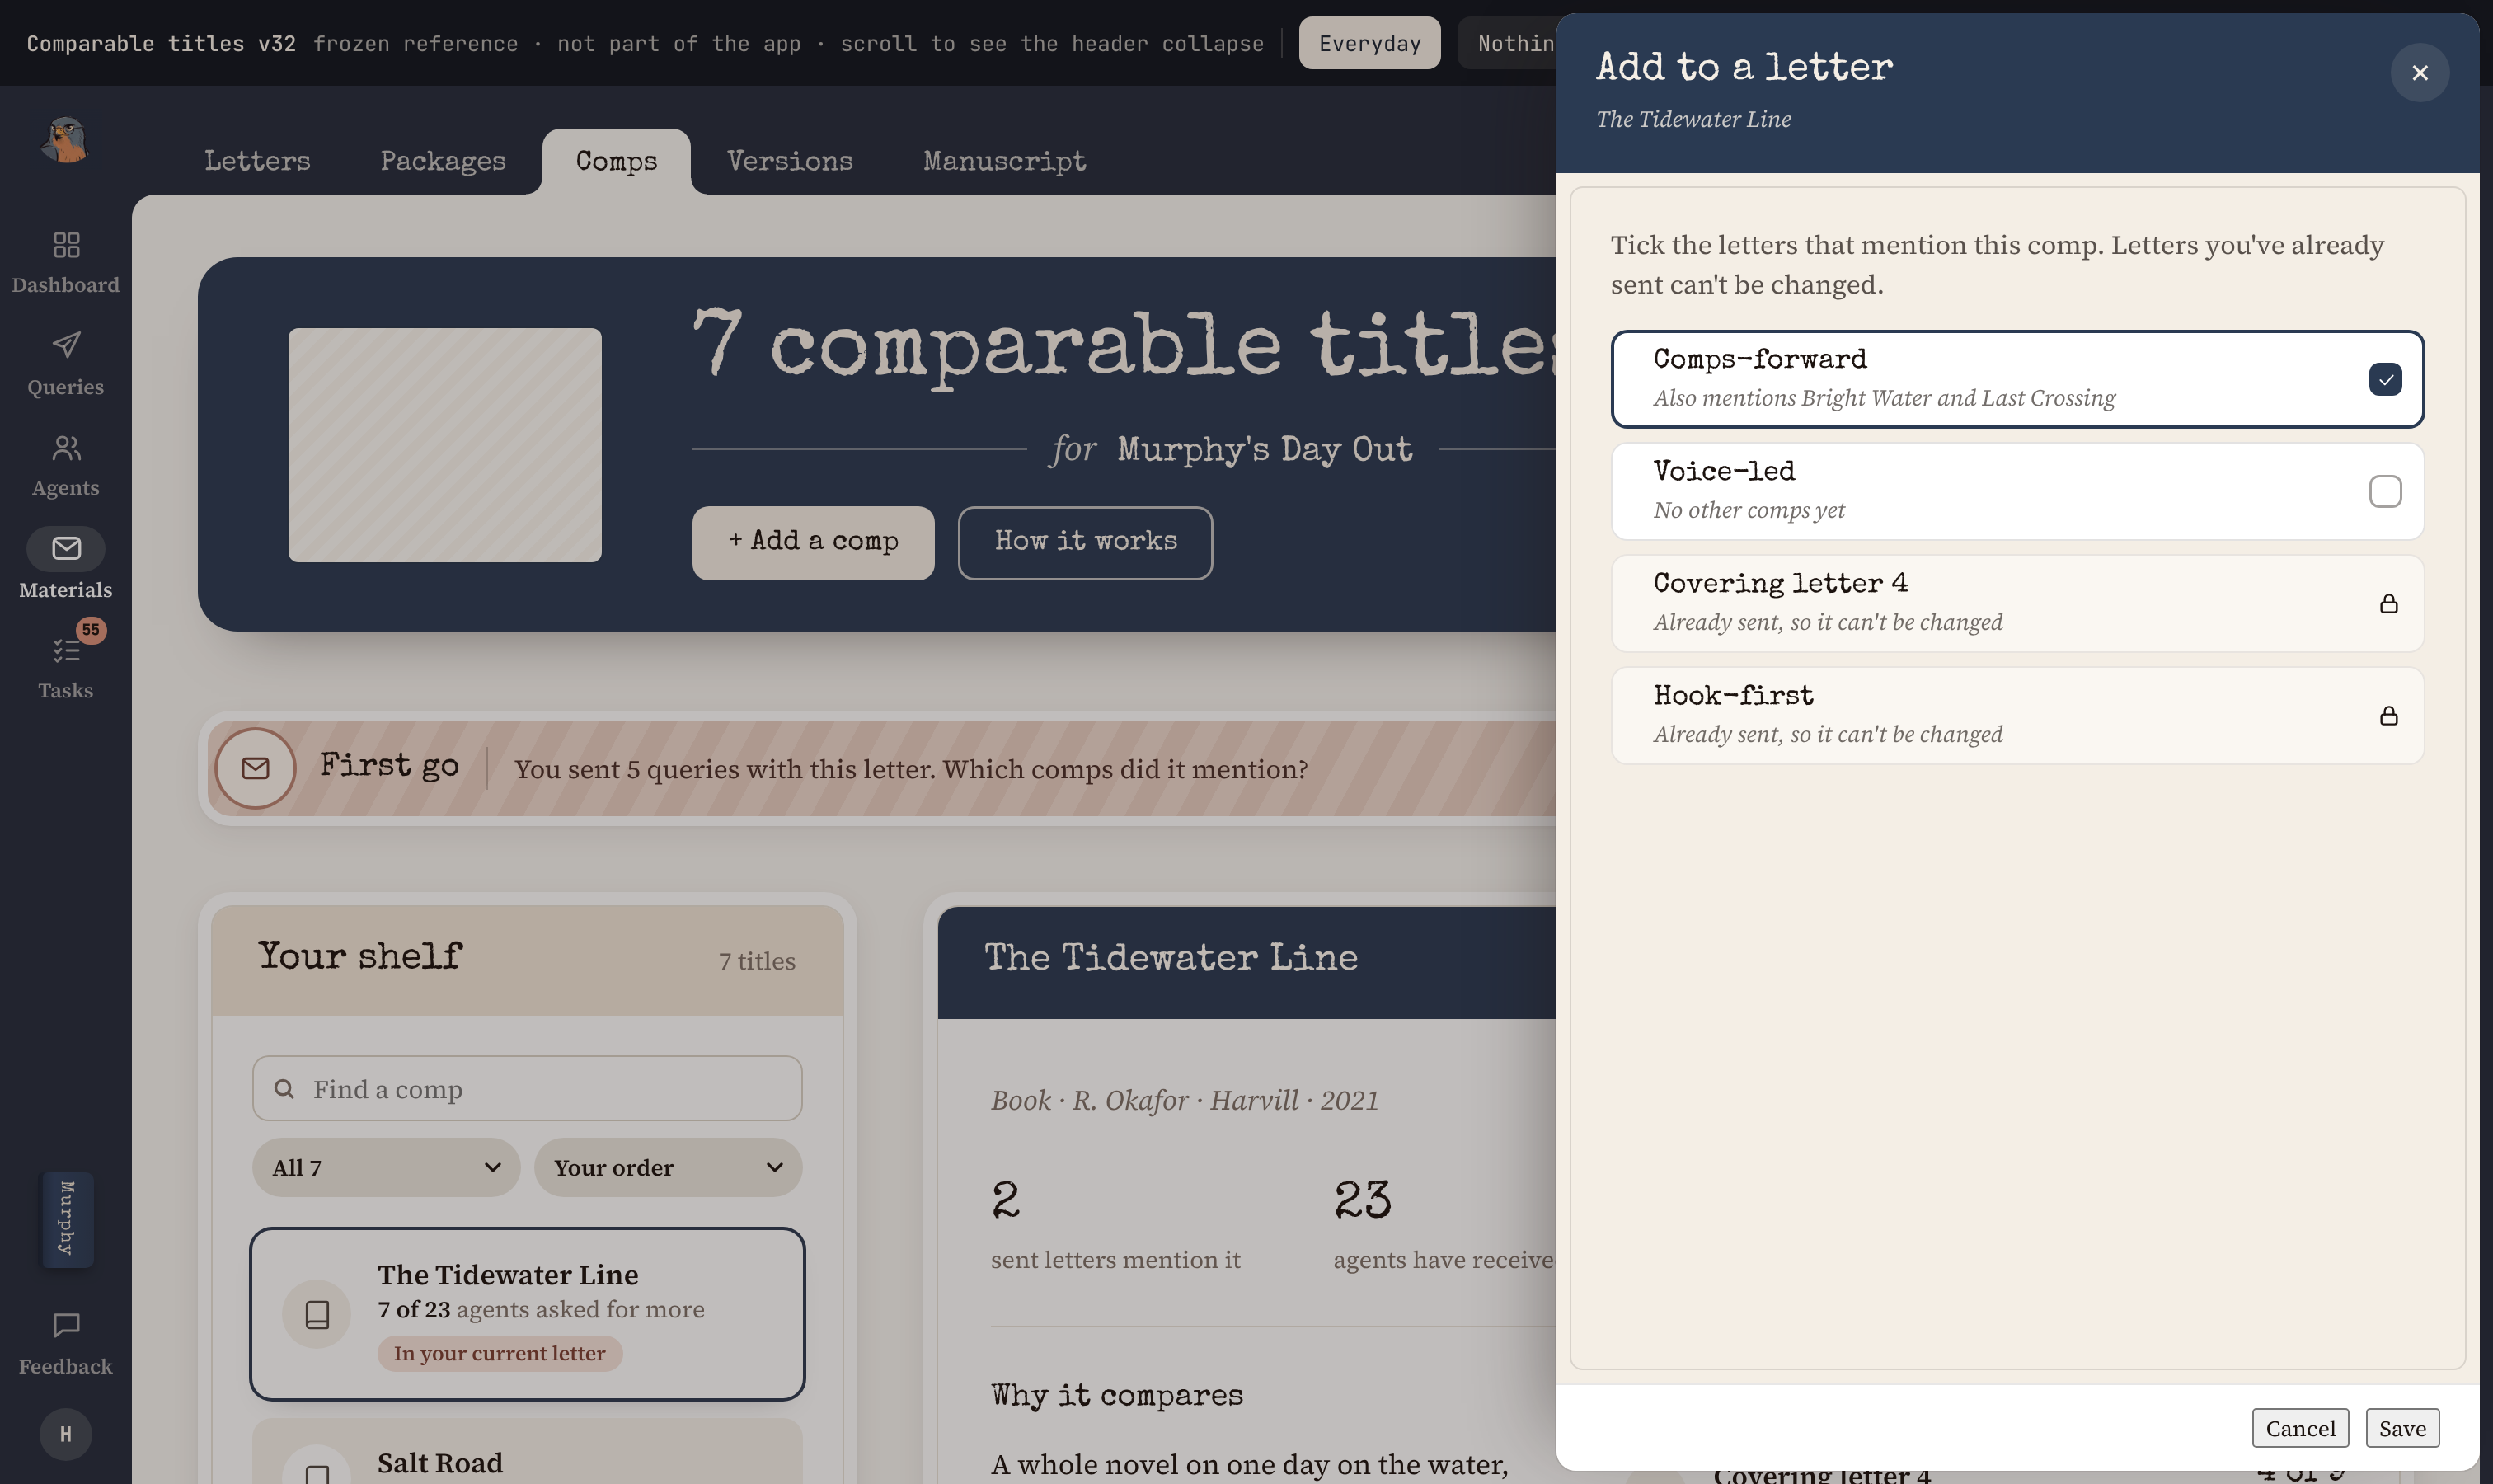 Comparable titles v32 frozen reference · not part of the app · scroll to see the header collapse
Everyday
Letters
Packages
Comps
Versions
Manuscript
Dashboard
Queries
Agents
Materials
55
Tasks
Murphy
Feedback
H
7 comparable titles
for Murphy's Day Out
+ Add a comp
How it works
First go
You sent 5 queries with this letter. Which comps did it mention?
Your shelf
7 titles
Find a comp
All 7
Your order
The Tidewater Line
7 of 23 agents asked for more
In your current letter
Salt Road
The Tidewater Line
Book · R. Okafor · Harvill · 2021
2
sent letters mention it
23
agents have
Why it compares
A whole novel on one day on the water,
Add to a letter
The Tidewater Line
Tick the letters that mention this comp. Letters you've already
sent can't be changed.
Comps-forward
Also mentions Bright Water and Last Crossing
Voice-led
No other comps yet
Covering letter 4
Already sent, so it can't be changed
Hook-first
Already sent, so it can't be changed
Cancel
Save
Covering letter 4